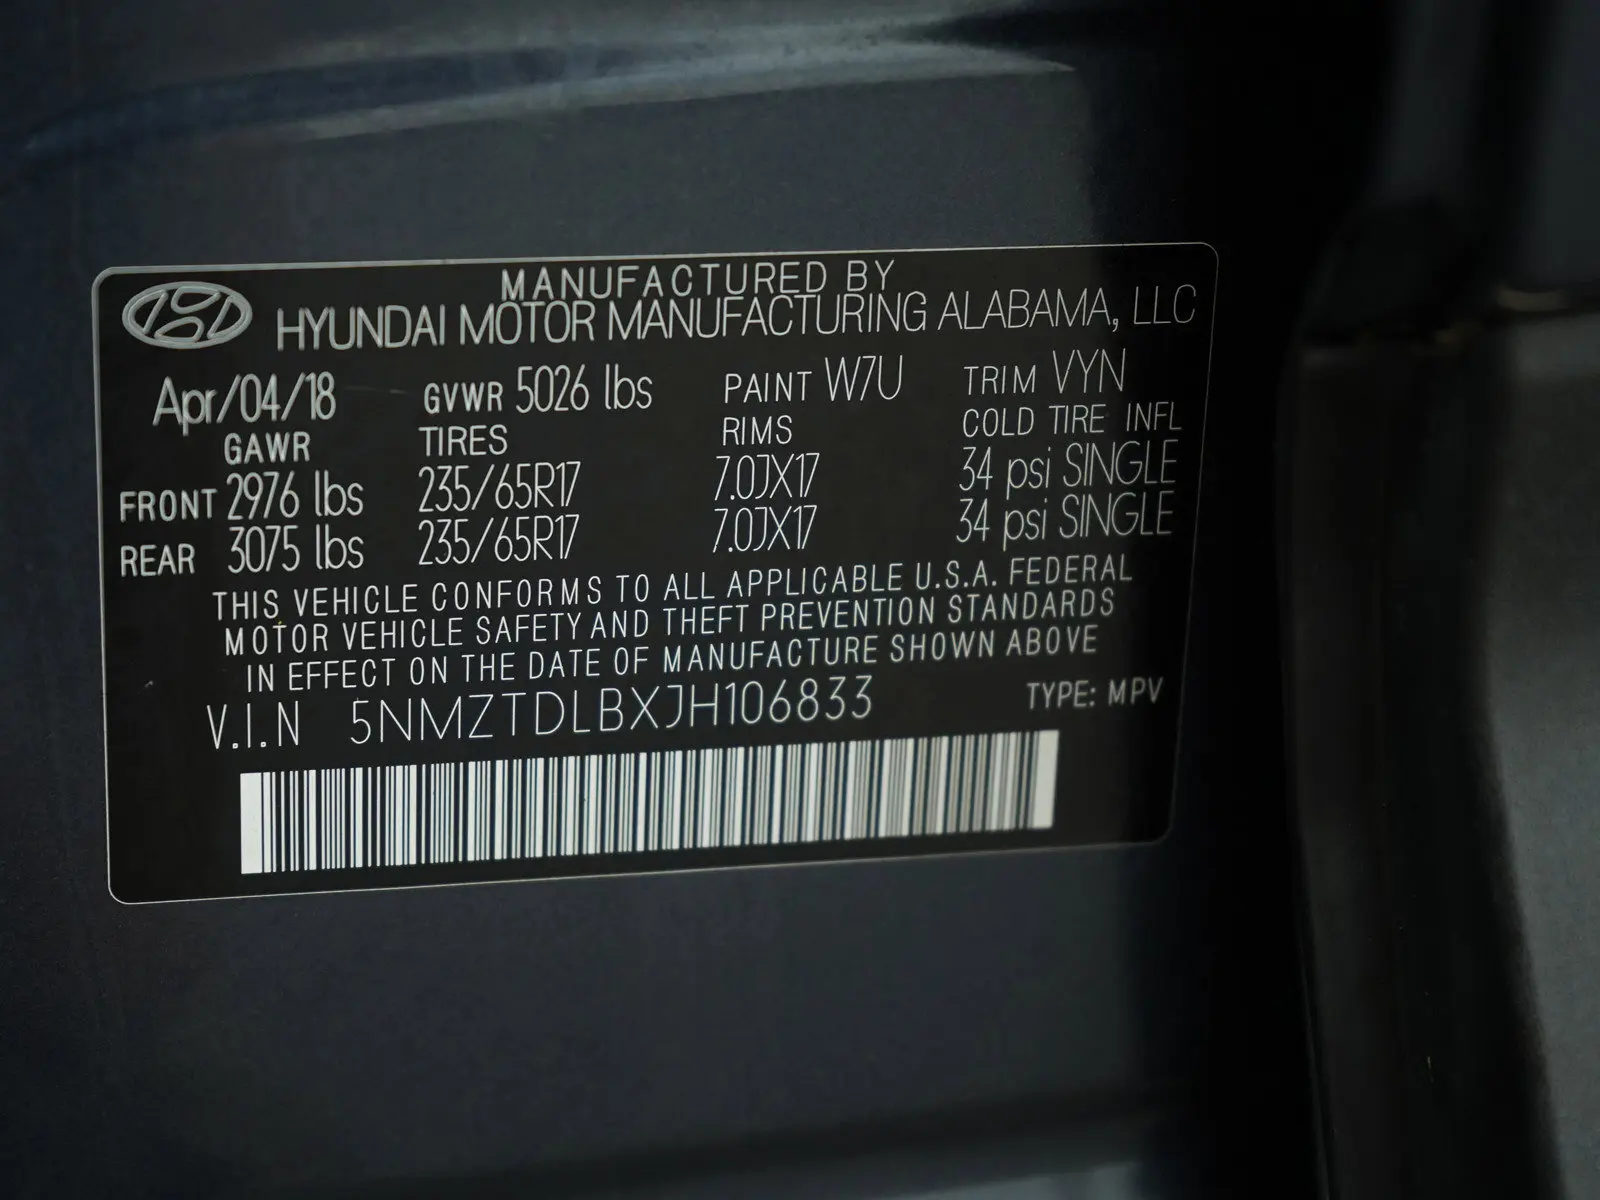 MANUFACTURED BY
HYUNDAI MOTOR MANUFACTURING ALABAMA, LLC
Apr/04/18 GVWR 5026 lbs PAINT W7U TRIM VYN
GAWR TIRES RIMS COLD TIRE INFL
FRONT 2976 lbs 235/65R17 7.0JX17 34 psi SINGLE
REAR 3075 lbs 235/65R17 7.0JX17 34 psi SINGLE
THIS VEHICLE CONFORMS TO ALL APPLICABLE U.S.A. FEDERAL
MOTOR VEHICLE SAFETY AND THEFT PREVENTION STANDARDS
IN EFFECT ON THE DATE OF MANUFACTURE SHOWN ABOVE
V.I.N 5NMZTDLBXJH106833 TYPE: MPV